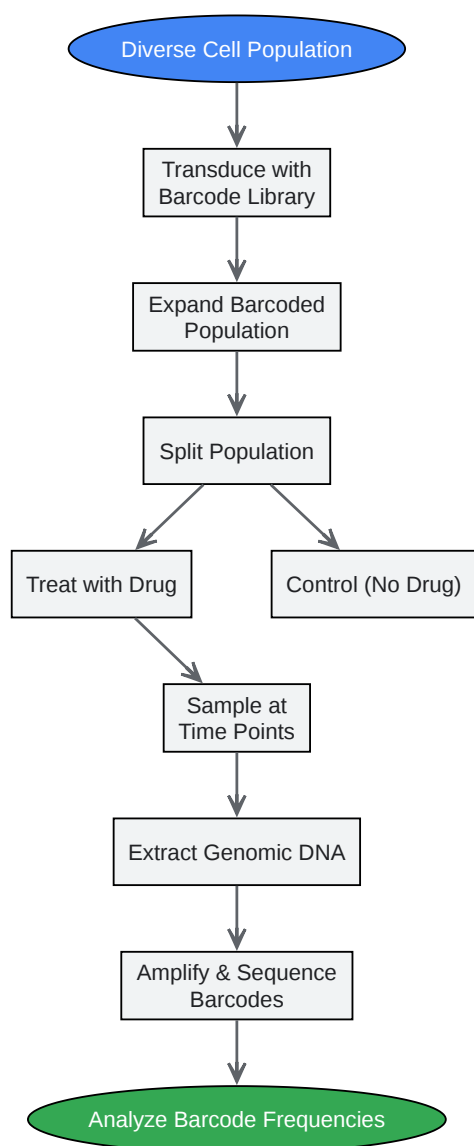 Diverse Cell Population
Transduce with
Barcode Library
Expand Barcoded
Population
Split Population
Treat with Drug
Control (No Drug)
Sample at
Time Points
Extract Genomic DNA
Amplify & Sequence
Barcodes
Analyze Barcode Frequencies